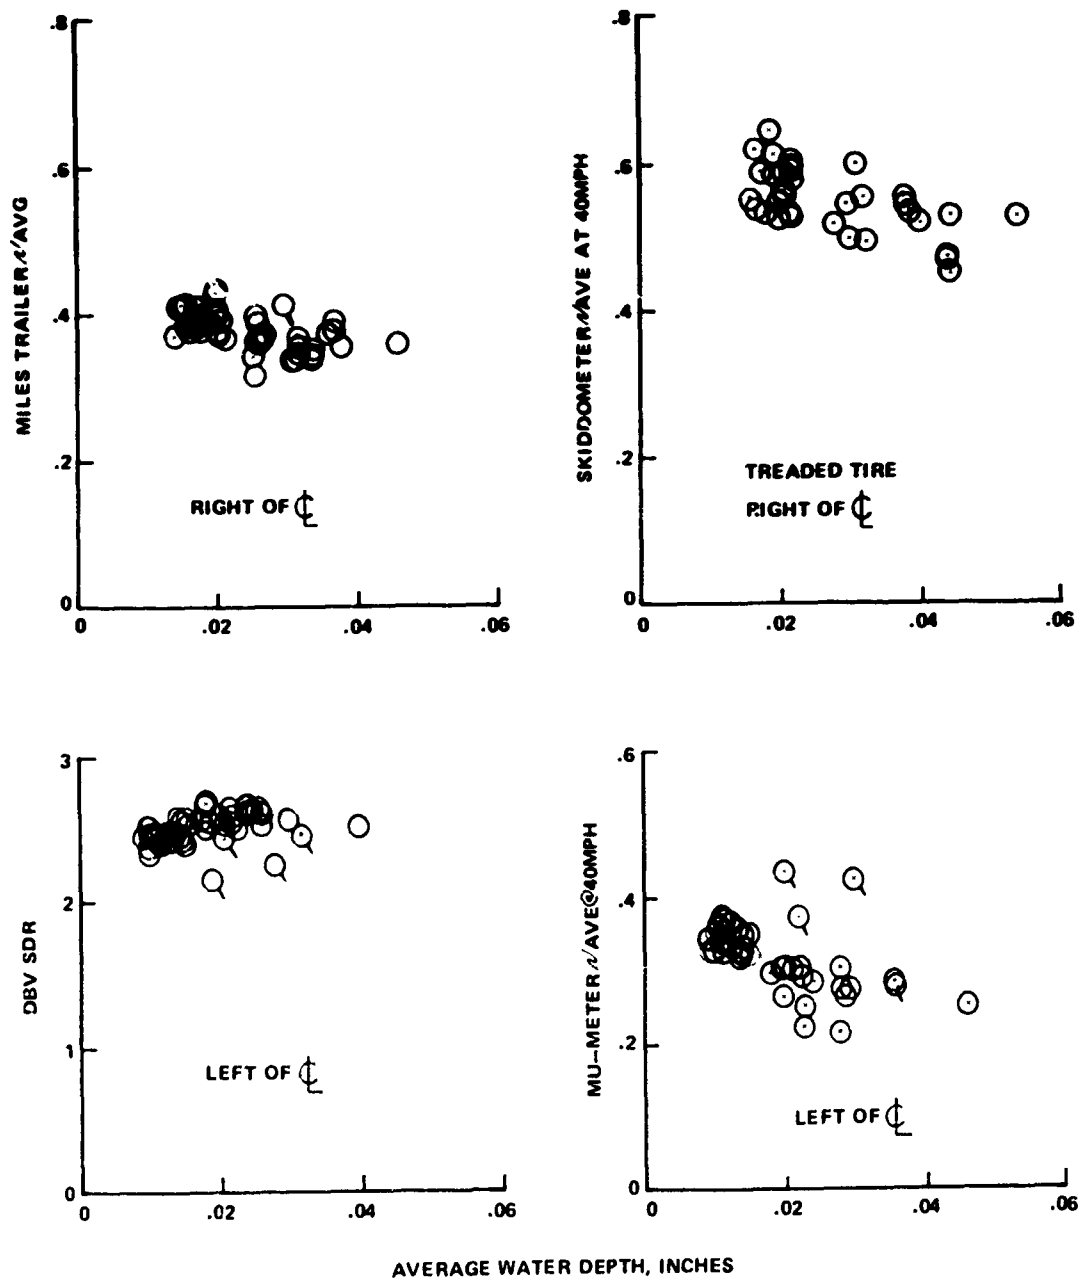 .8
.6
.4
.2
0
0 .02 .04 .06
MILES TRAILER μ AVG
RIGHT OF ℄
.8
.6
.4
.2
0
0 .02 .04 .06
SKIDDOMETER μ AVE AT 40MPH
TREADED TIRE
RIGHT OF ℄
3
2
1
0
0 .02 .04 .06
DBV SDR
LEFT OF ℄
.6
.4
.2
0
0 .02 .04 .06
MU-METER μ AVE@40MPH
LEFT OF ℄
AVERAGE WATER DEPTH, INCHES